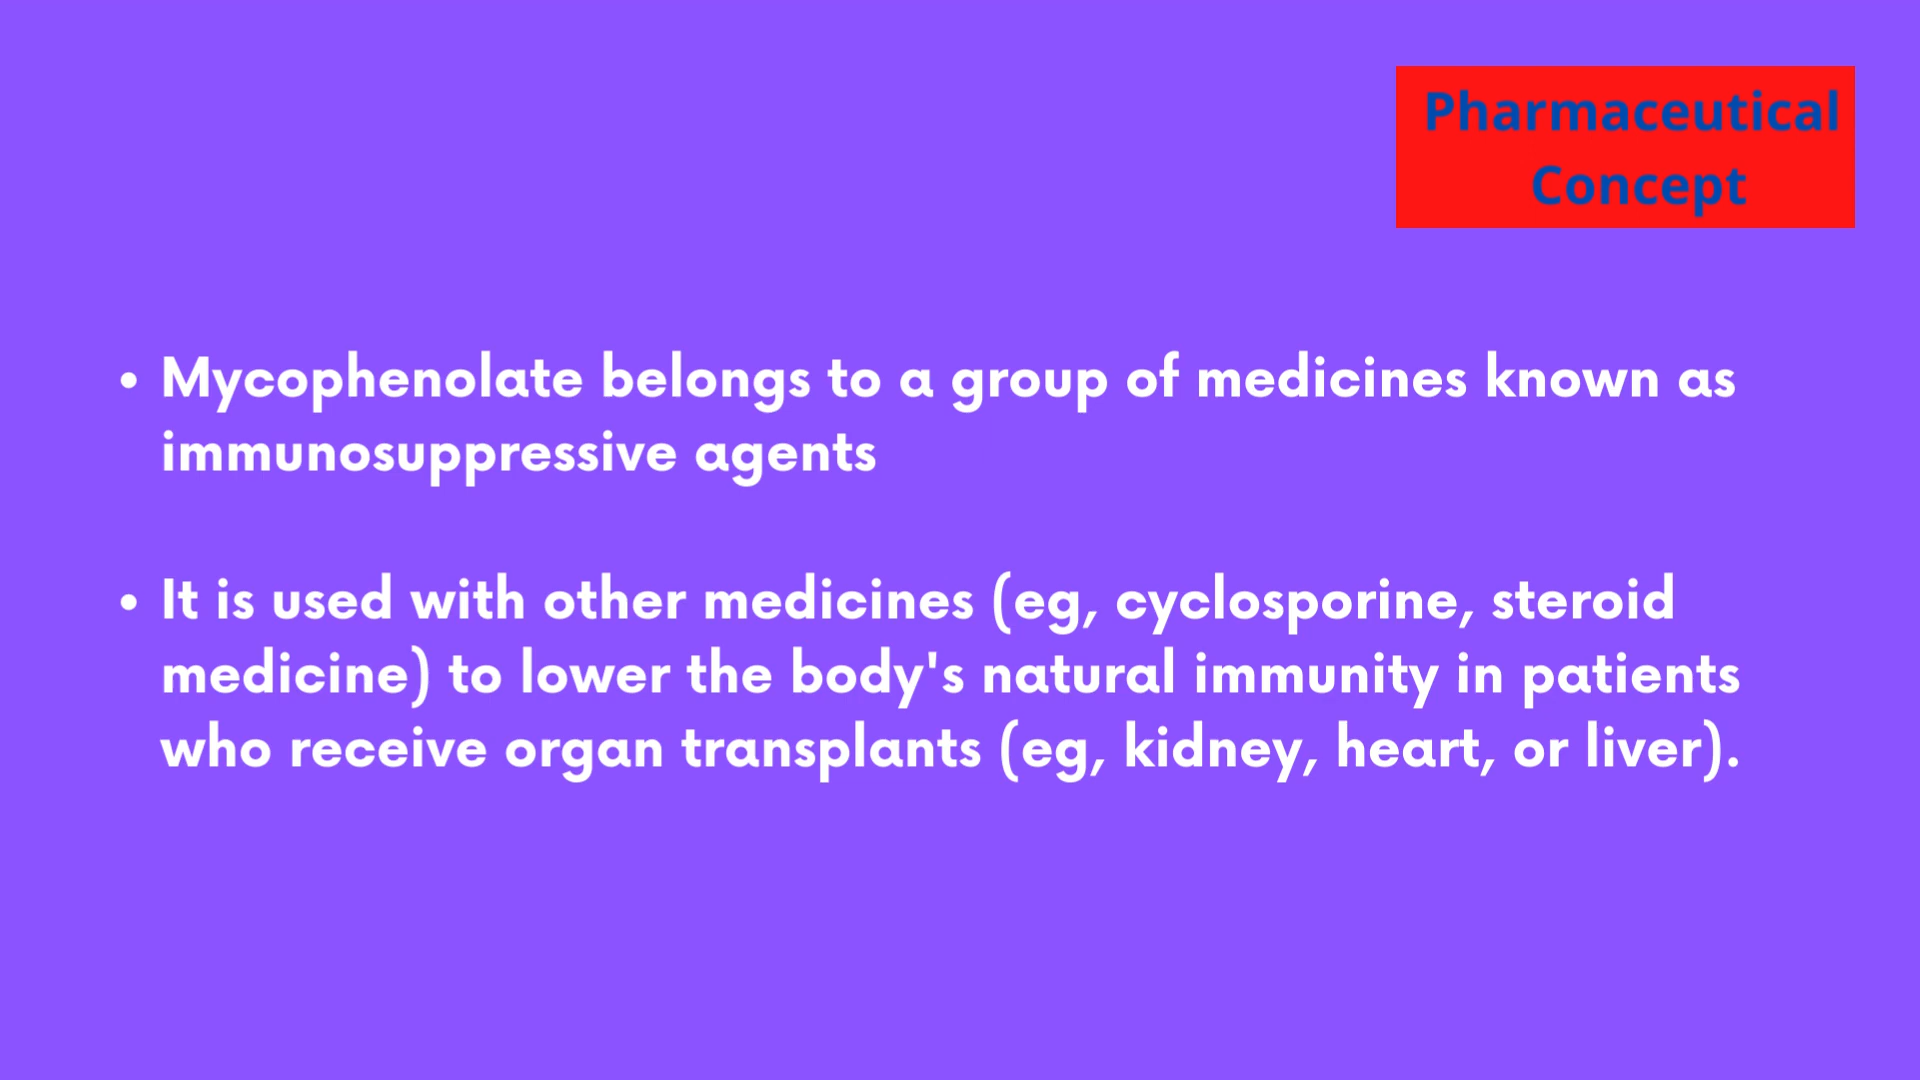 Pharmaceutical
Concept
• Mycophenolate belongs to a group of medicines known as
immunosuppressive agents
• It is used with other medicines (eg, cyclosporine, steroid
medicine) to lower the body's natural immunity in patients
who receive organ transplants (eg, kidney, heart, or liver).